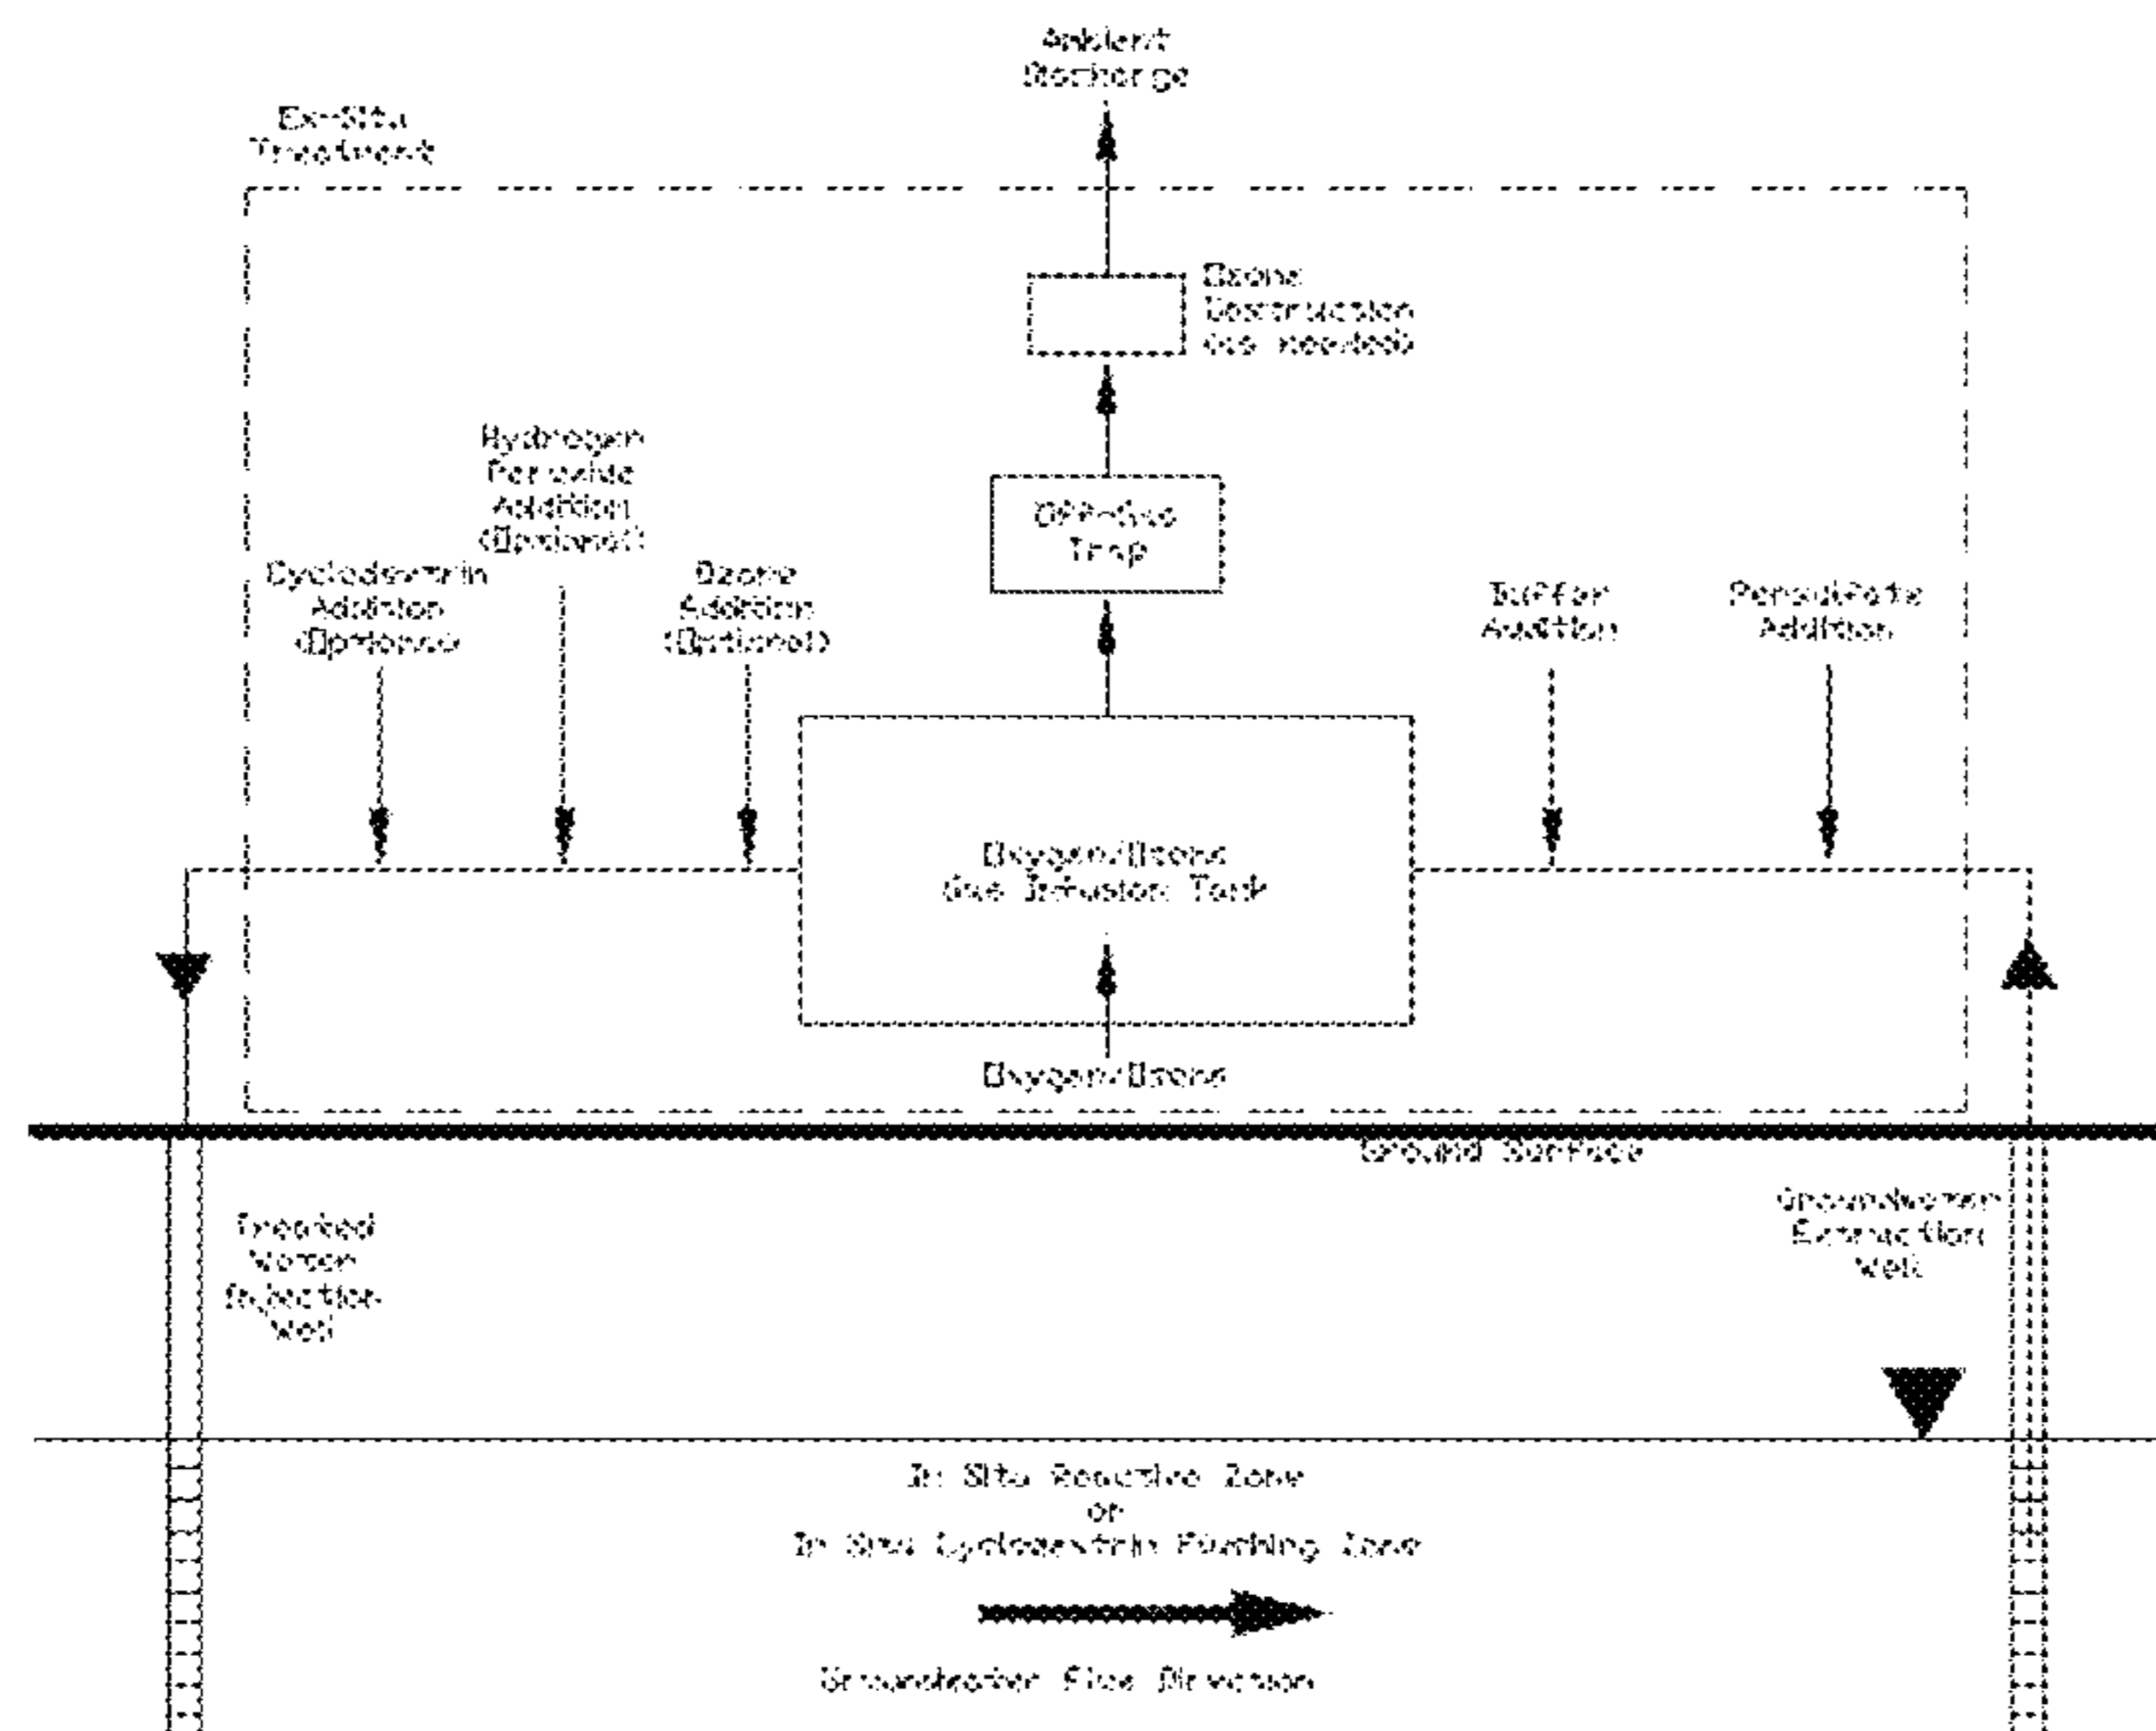 Ambient
Discharge
Ex-Situ
Treatment
Ozone
Destruction
(as needed)
Hydrogen
Peroxide
Addition
(Optional)
Off-Gas
Trap
Cyclodextrin
Addition
(Optional)
Ozone
Addition
(Optional)
Buffer
Addition
Persulfate
Addition
Oxygen/Ozone
Gas Infusion Tank
Oxygen/Ozone
Ground Surface
Treated
Water
Injection
Well
Groundwater
Extraction
Well
In Situ Reactive Zone
or
In Situ Cyclodextrin Flushing Zone
Groundwater Flow Direction